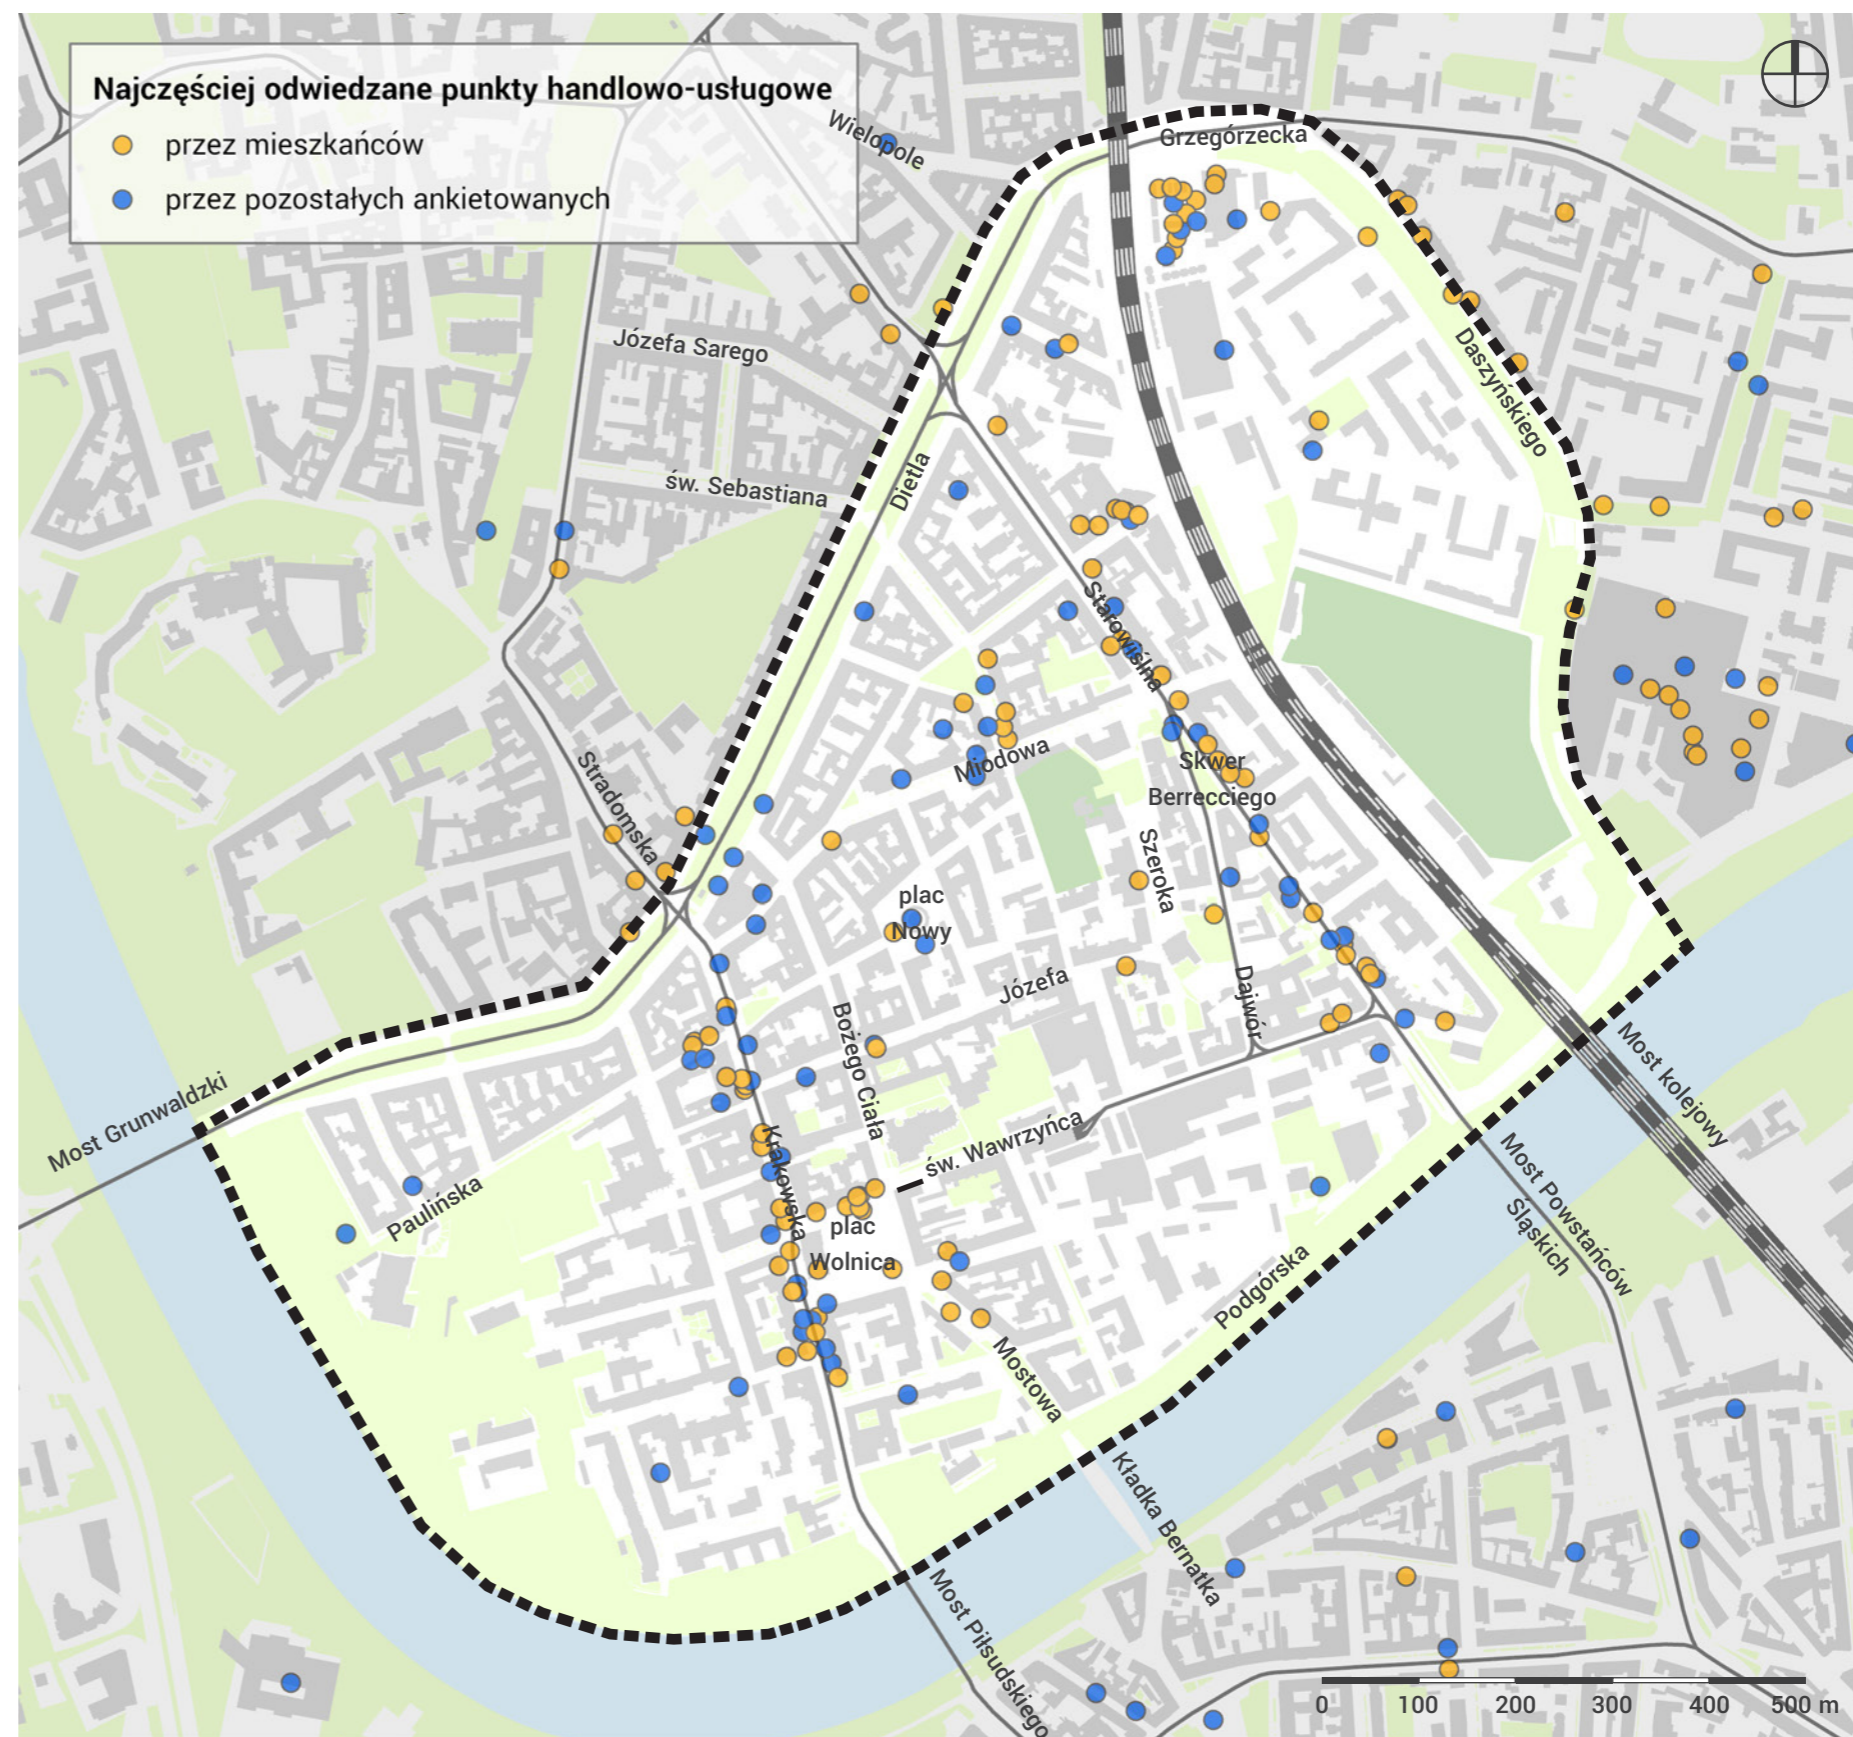 Najczęściej odwiedzane punkty handlowo-usługowe
przez mieszkańców
przez pozostałych ankietowanych
Wielopole
Grzegórzecka
Józefa Sarego
Daszyńskiego
św. Sebastiana
Dietla
Starowiślna
Stradomska
Miodowa
Skwer
Berrecciego
Szeroka
plac
Nowy
Józefa
Dajwór
Bożego Ciała
Most kolejowy
Most Grunwaldzki
św. Wawrzyńca
Krakowska
Paulińska
plac
Wolnica
Most Powstańców
Śląskich
Podgórska
Mostowa
Kładka Bernatka
Most Piłsudskiego
0 100 200 300 400 500 m